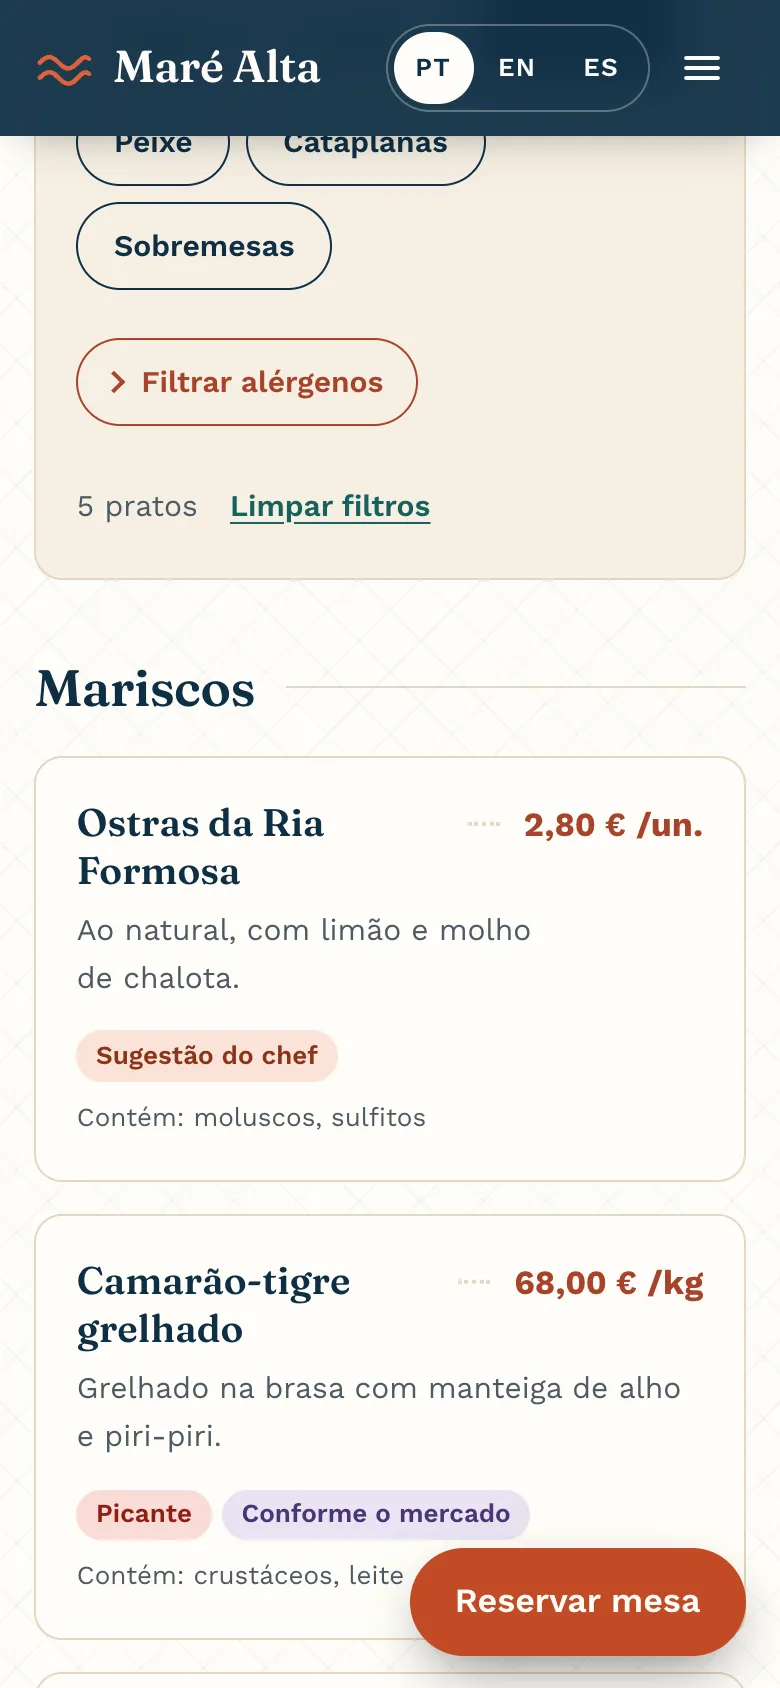 Maré Alta
PT EN ES
Peixe Cataplanas
Sobremesas
Filtrar alérgenos
5 pratos Limpar filtros
Mariscos
Ostras da Ria 2,80 € /un.
Formosa
Ao natural, com limão e molho
de chalota.
Sugestão do chef
Contém: moluscos, sulfitos
Camarão-tigre 68,00 € /kg
grelhado
Grelhado na brasa com manteiga de alho
e piri-piri.
Picante Conforme o mercado
Contém: crustáceos, leite
Reservar mesa